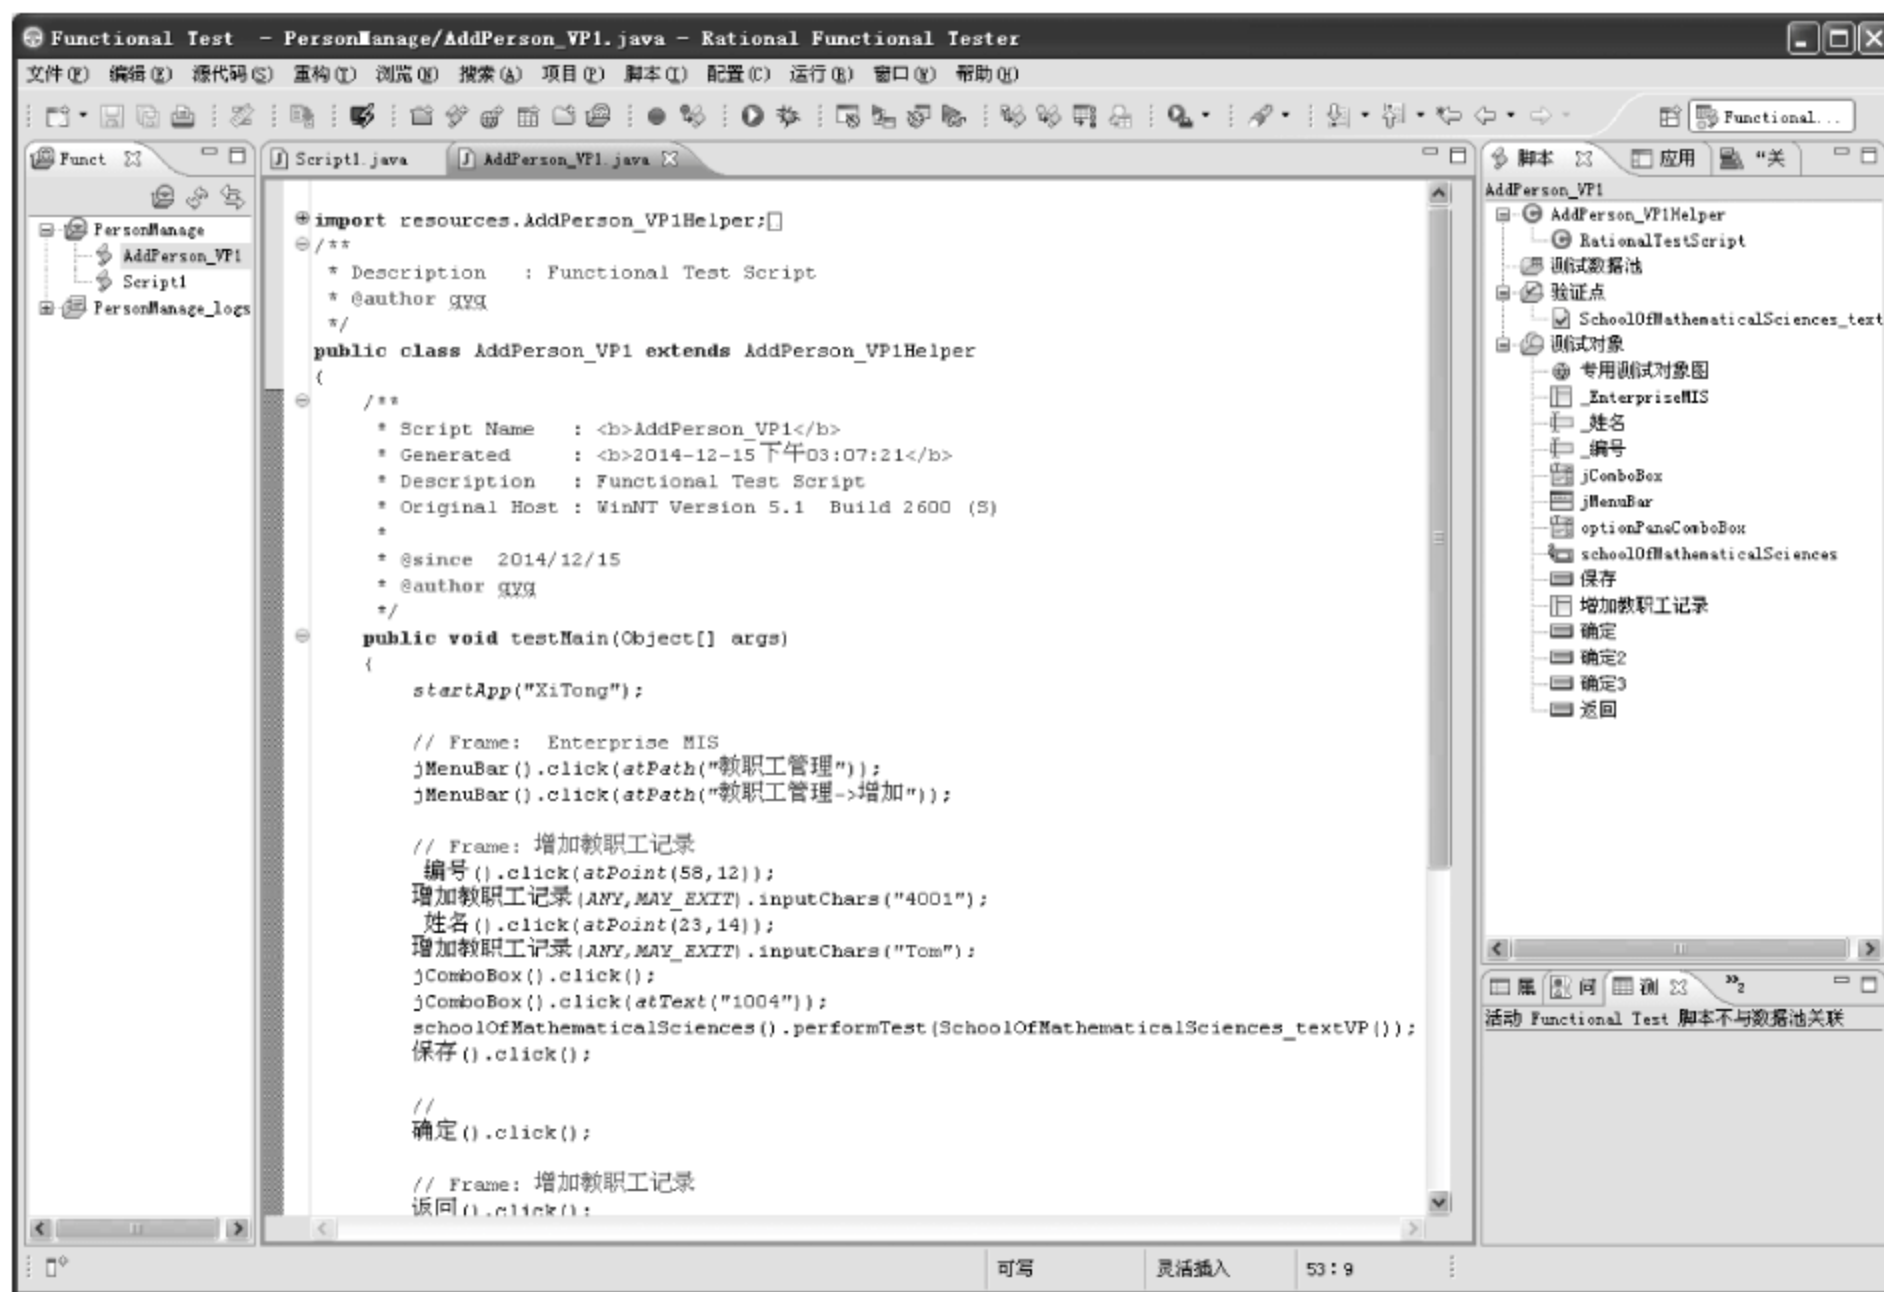 Functional Test - PersonManage/AddPerson_VP1.java - Rational Functional Tester
文件(F) 编辑(E) 源代码(S) 重构(T) 浏览(N) 搜索(A) 项目(P) 脚本(I) 配置(C) 运行(R) 窗口(W) 帮助(H)
Functional...
Funct
PersonManage
AddPerson_VP1
Script1
PersonManage_logs
Script1.java
AddPerson_VP1.java
import resources.AddPerson_VP1Helper;
/**
* Description : Functional Test Script
* @author gyg
*/
public class AddPerson_VP1 extends AddPerson_VP1Helper
{
/**
* Script Name : <b>AddPerson_VP1</b>
* Generated : <b>2014-12-15 下午03:07:21</b>
* Description : Functional Test Script
* Original Host : WinNT Version 5.1 Build 2600 (S)
*
* @since 2014/12/15
* @author gyg
*/
public void testMain(Object[] args)
{
startApp("XiTong");
// Frame: Enterprise MIS
jMenuBar().click(atPath("教职工管理"));
jMenuBar().click(atPath("教职工管理->增加"));
// Frame: 增加教职工记录
_编号().click(atPoint(58,12));
增加教职工记录(ANY,MAY_EXIT).inputChars("4001");
_姓名().click(atPoint(23,14));
增加教职工记录(ANY,MAY_EXIT).inputChars("Tom");
jComboBox().click();
jComboBox().click(atText("1004"));
schoolOfMathematicalSciences().performTest(SchoolOfMathematicalSciences_textVP());
保存().click();
//
确定().click();
// Frame: 增加教职工记录
返回().click();
脚本
应用
"关
AddPerson_VP1
AddPerson_VP1Helper
RationalTestScript
测试数据池
验证点
SchoolOfMathematicalSciences_text
测试对象
专用测试对象图
_EnterpriseMIS
_姓名
_编号
jComboBox
jMenuBar
optionPaneComboBox
schoolOfMathematicalSciences
保存
增加教职工记录
确定
确定2
确定3
返回
属
问
测
»2
活动 Functional Test 脚本不与数据池关联
可写
灵活插入
53 : 9